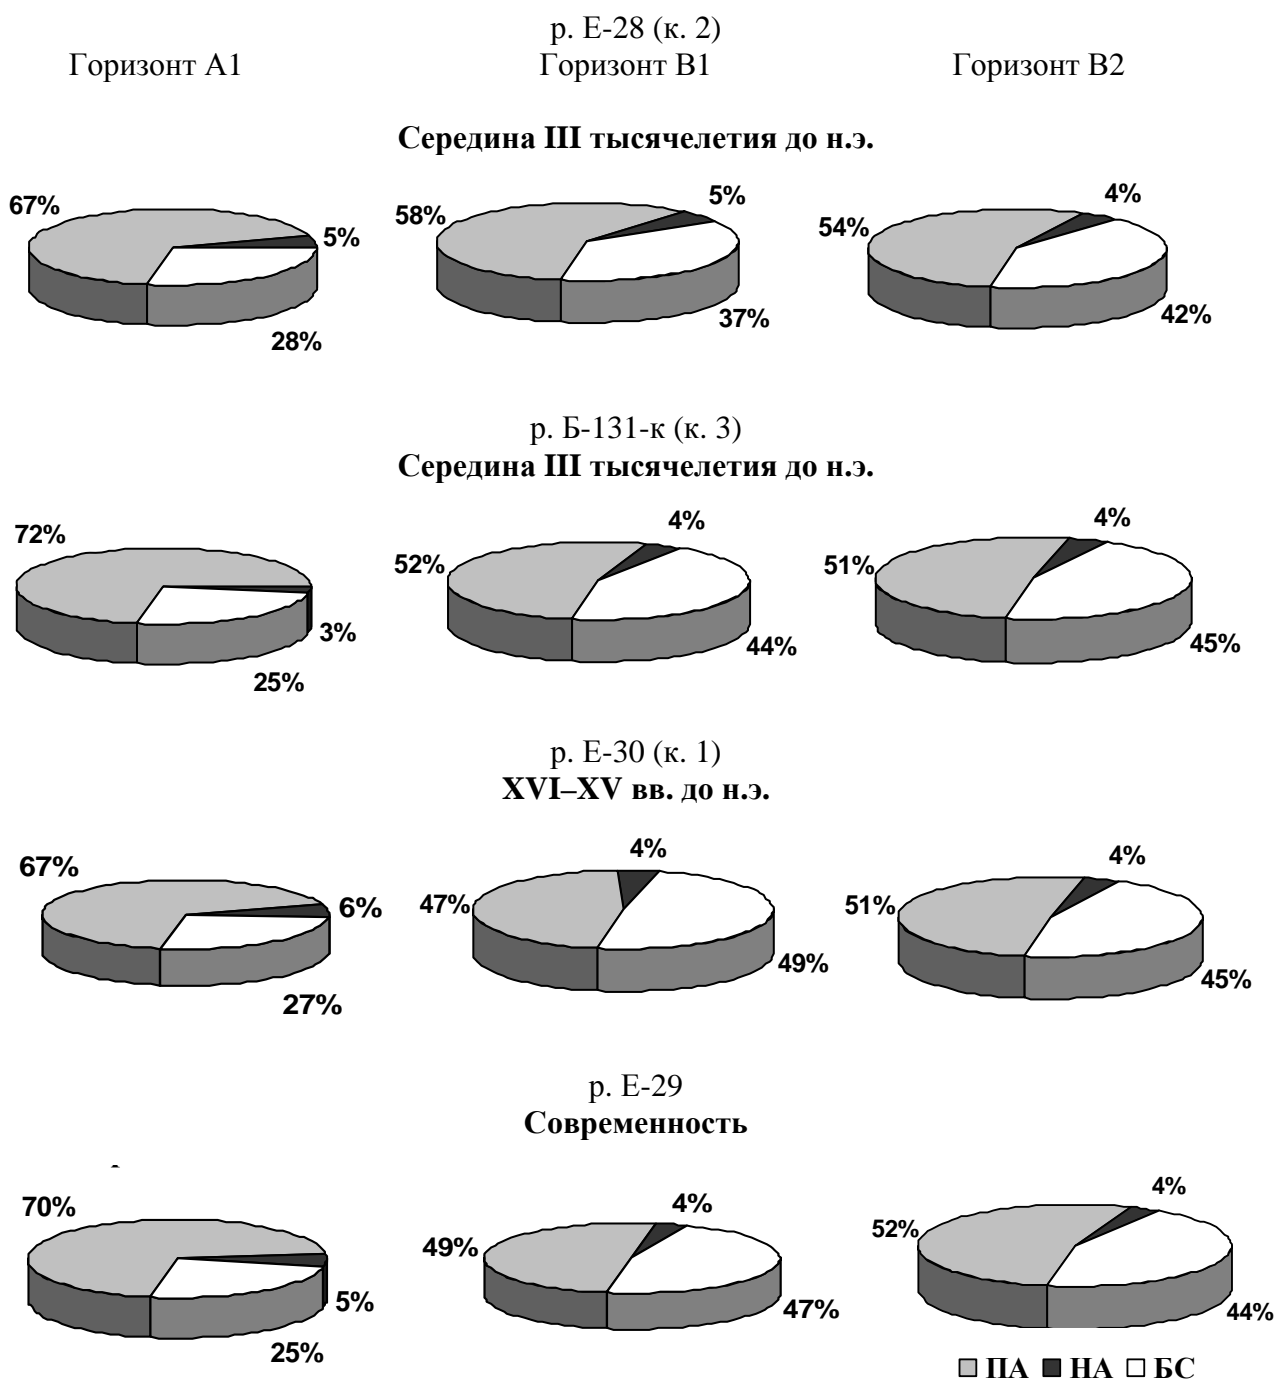 р. Е-28 (к. 2)
Горизонт А1 Горизонт В1 Горизонт В2
Середина III тысячелетия до н.э.
67% 5% 28% 58% 5% 37% 54% 4% 42%
р. Б-131-к (к. 3)
Середина III тысячелетия до н.э.
72% 3% 25% 52% 4% 44% 51% 4% 45%
р. Е-30 (к. 1)
XVI–XV вв. до н.э.
67% 6% 27% 47% 4% 49% 51% 4% 45%
р. Е-29
Современность
70% 5% 25% 49% 4% 47% 52% 4% 44%
ПА НА БС